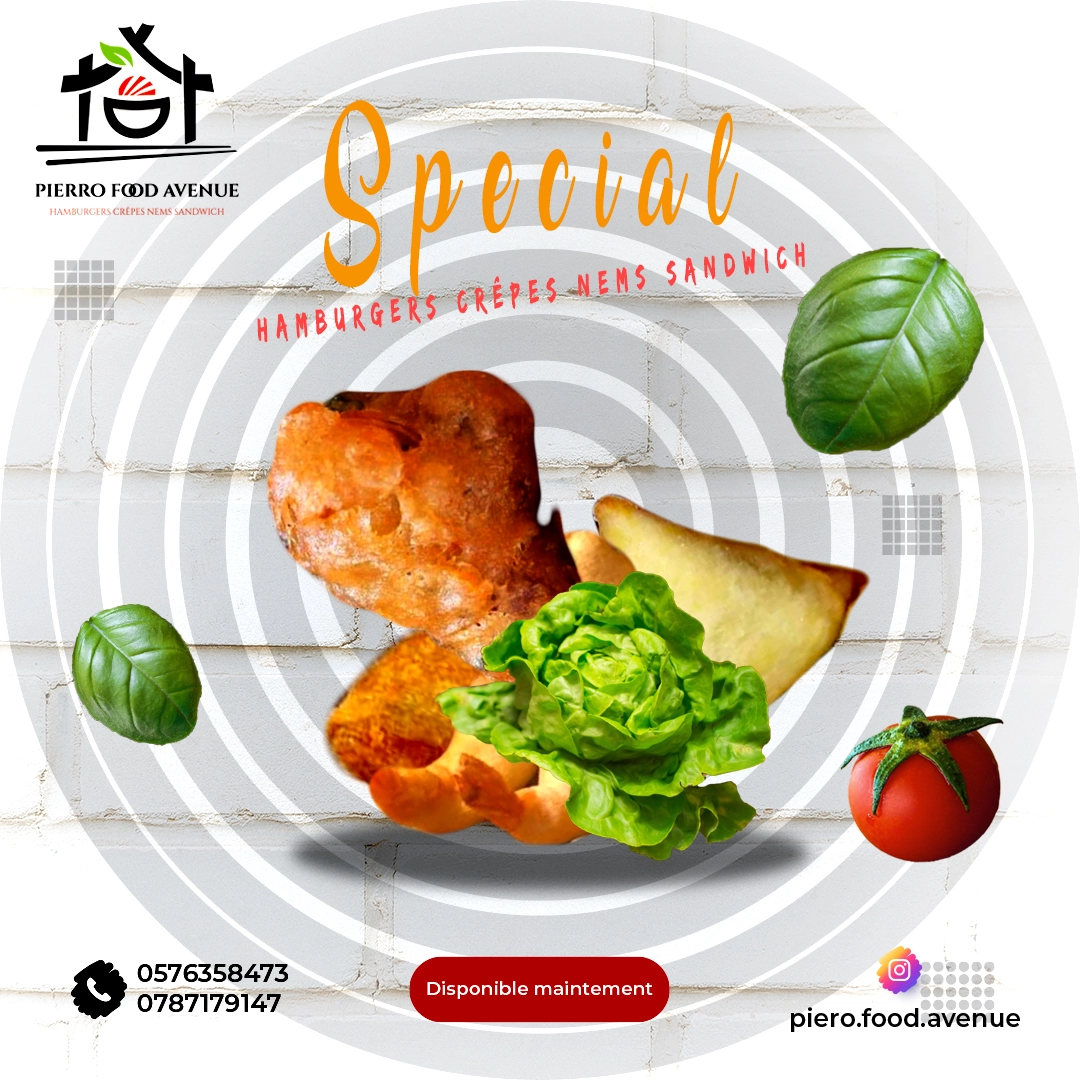 PIERRO FOOD AVENUE
HAMBURGERS CRÊPES NEMS SANDWICH
Special
HAMBURGERS CRÊPES NEMS SANDWICH
0576358473
0787179147
Disponible maintement
piero.food.avenue